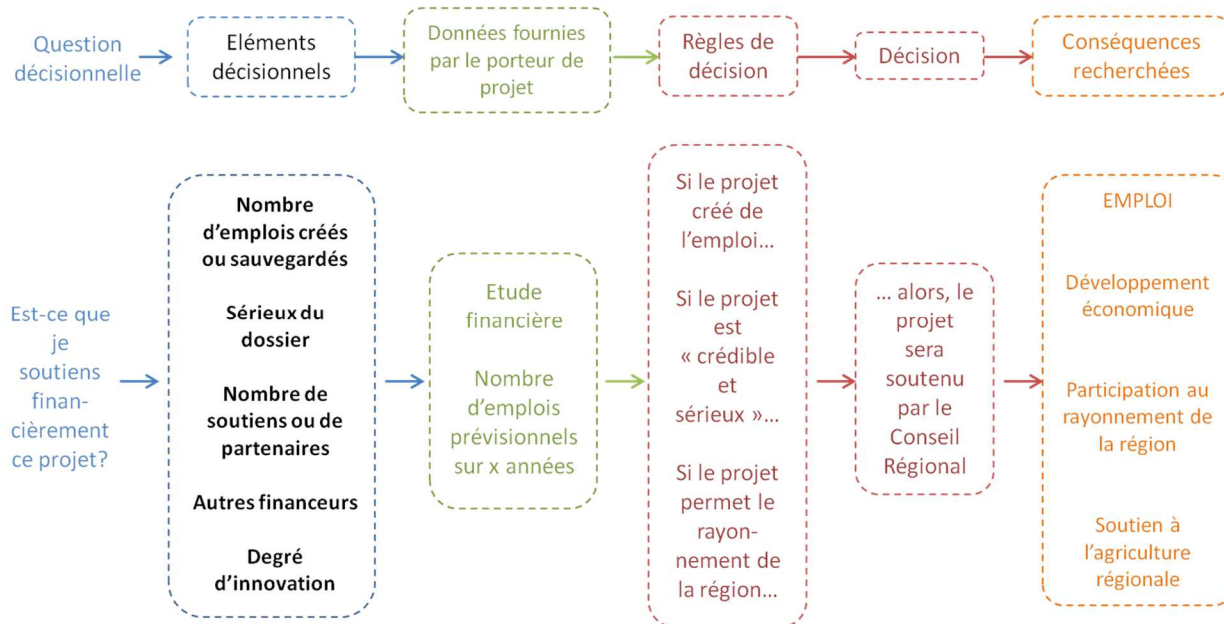 Question
décisionnelle
Eléments
décisionnels
Données fournies
par le porteur de
projet
Règles de
décision
Décision
Conséquences
recherchées
Est-ce que
je
soutiens
finan-
cièrement
ce projet?
Nombre
d’emplois créés
ou sauvegardés
Sérieux du
dossier
Nombre de
soutiens ou de
partenaires
Autres financeurs
Degré
d’innovation
Etude
financière
Nombre
d’emplois
prévisionnels
sur x années
Si le projet
créé de
l’emploi…
Si le projet
est
« crédible
et
sérieux »…
Si le projet
permet le
rayon-
nement de
la région…
… alors, le
projet
sera
soutenu
par le
Conseil
Régional
EMPLOI
Développement
économique
Participation au
rayonnement de
la région
Soutien à
l’agriculture
régionale